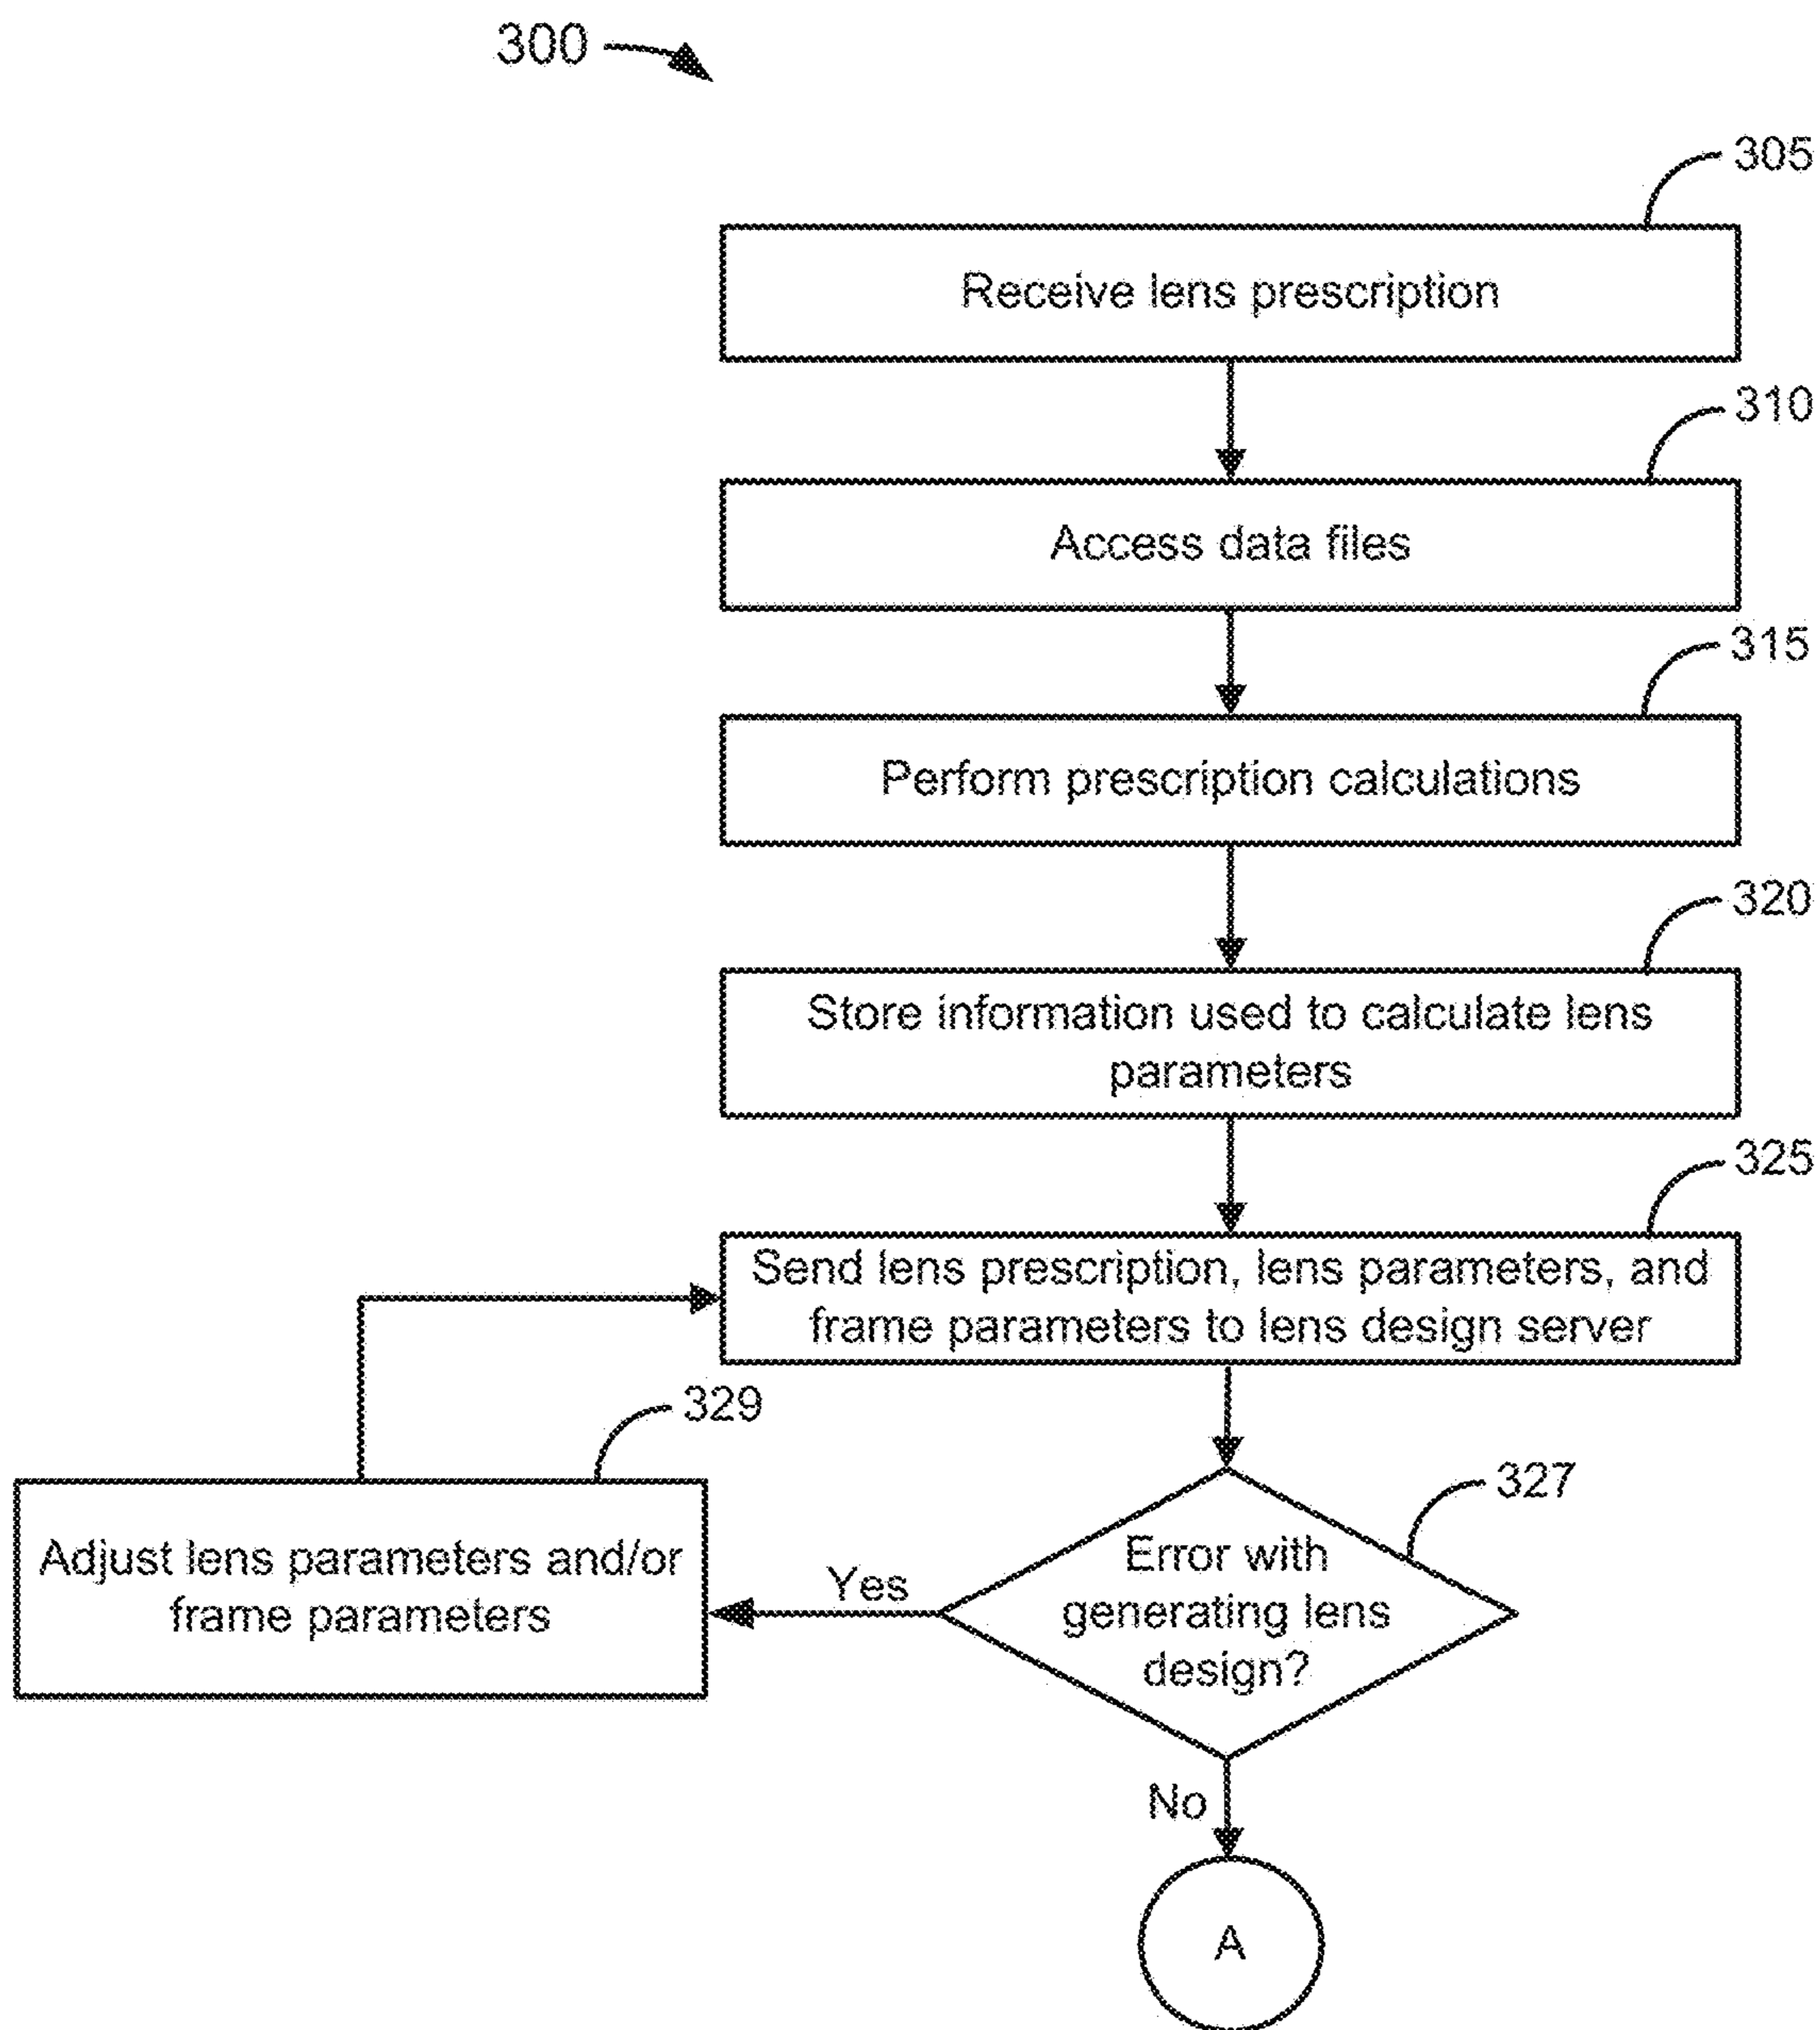 300
305
Receive lens prescription
310
Access data files
315
Perform prescription calculations
320
Store information used to calculate lens
parameters
325
Send lens prescription, lens parameters, and
frame parameters to lens design server
329
Adjust lens parameters and/or
frame parameters
327
Error with
generating lens
design?
Yes
No
A